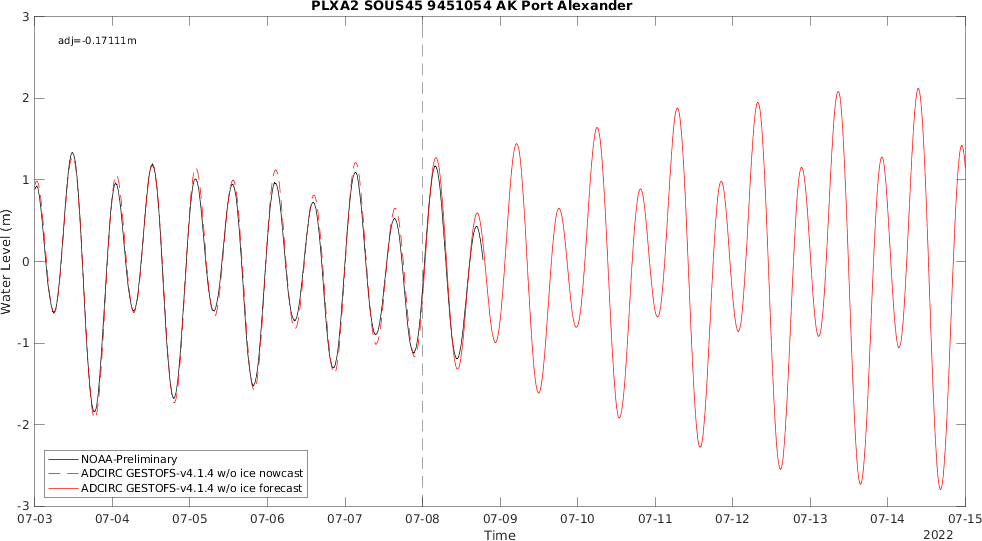 PLXA2 SOUS45 9451054 AK Port Alexander
adj=-0.17111m
3
2
1
0
-1
-2
-3
Water Level (m)
NOAA-Preliminary
ADCIRC GESTOFS-v4.1.4 w/o ice nowcast
ADCIRC GESTOFS-v4.1.4 w/o ice forecast
07-03 07-04 07-05 07-06 07-07 07-08 07-09 07-10 07-11 07-12 07-13 07-14 07-15
Time
2022